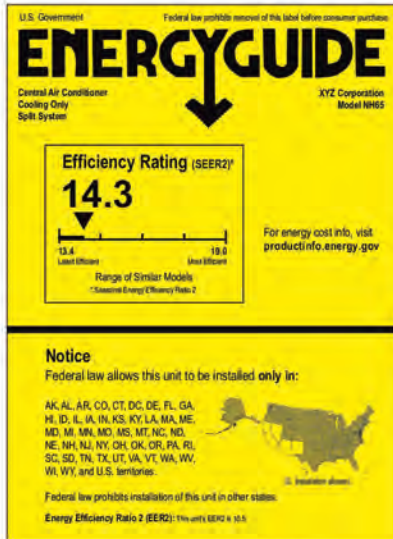 U.S. Government
Federal law prohibits removal of this label before consumer purchase.
ENERGYGUIDE
Central Air Conditioner
Cooling Only
Split System
XYZ Corporation
Model NH65
Efficiency Rating (SEER2)*
14.3
13.4
Least Efficient
19.0
Most Efficient
Range of Similar Models
* Seasonal Energy Efficiency Ratio 2
For energy cost info, visit
productinfo.energy.gov
Notice
Federal law allows this unit to be installed only in:
AK, AL, AR, CO, CT, DC, DE, FL, GA,
HI, ID, IL, IA, IN, KS, KY, LA, MA, ME,
MD, MI, MN, MO, MS, MT, NC, ND,
NE, NH, NJ, NY, OH, OK, OR, PA, RI,
SC, SD, TN, TX, UT, VA, VT, WA, WV,
WI, WY, and U.S. territories.
Federal law prohibits installation of this unit in other states.
Energy Efficiency Ratio 2 (EER2): This unit's EER2 is 10.5